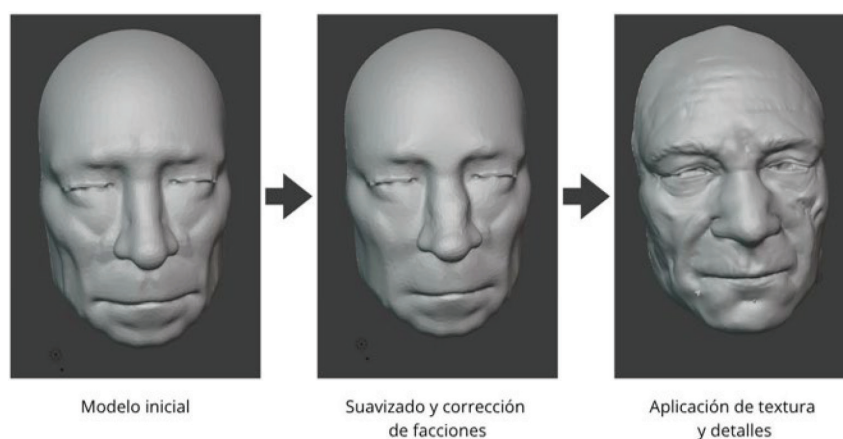 Modelo inicial
Suavizado y corrección
de facciones
Aplicación de textura
y detalles